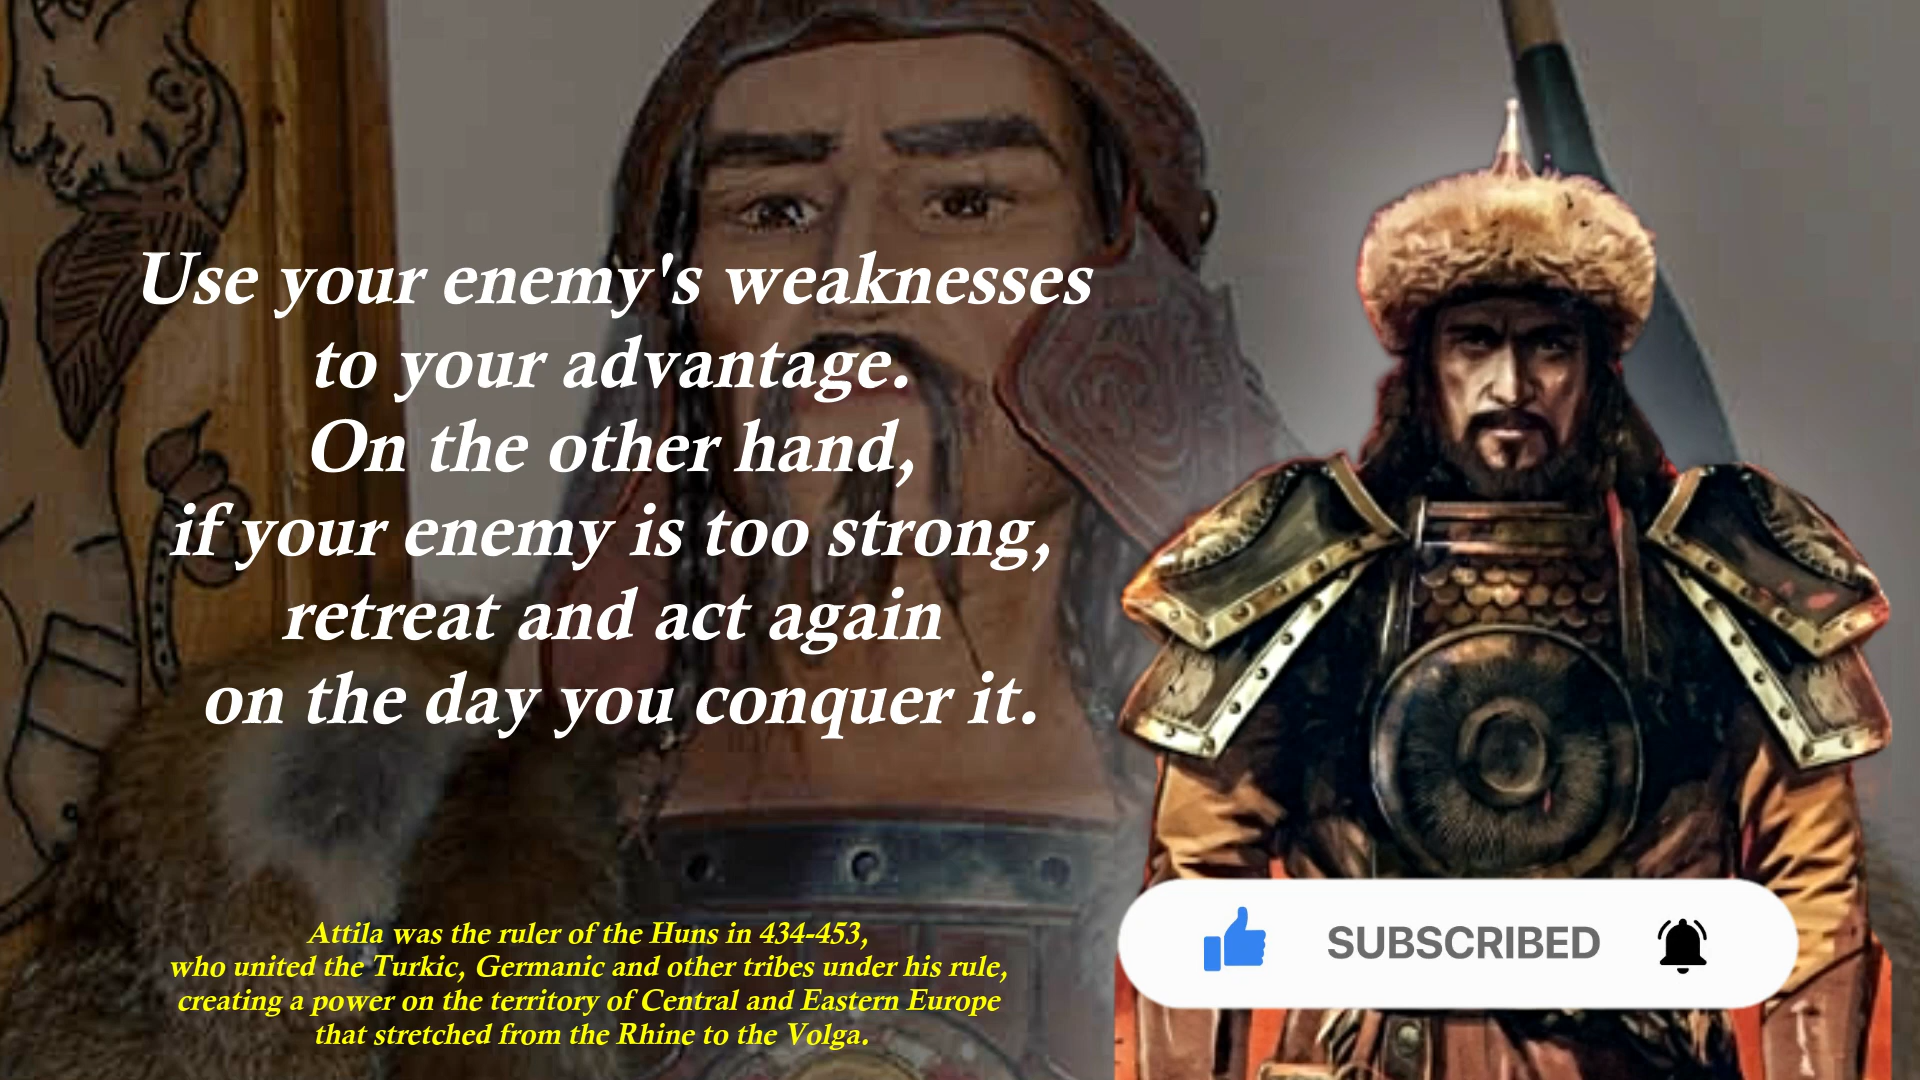 Use your enemy's weaknesses
to your advantage.
On the other hand,
if your enemy is too strong,
retreat and act again
on the day you conquer it.
Attila was the ruler of the Huns in 434-453,
who united the Turkic, Germanic and other tribes under his rule,
creating a power on the territory of Central and Eastern Europe
that stretched from the Rhine to the Volga.
SUBSCRIBED